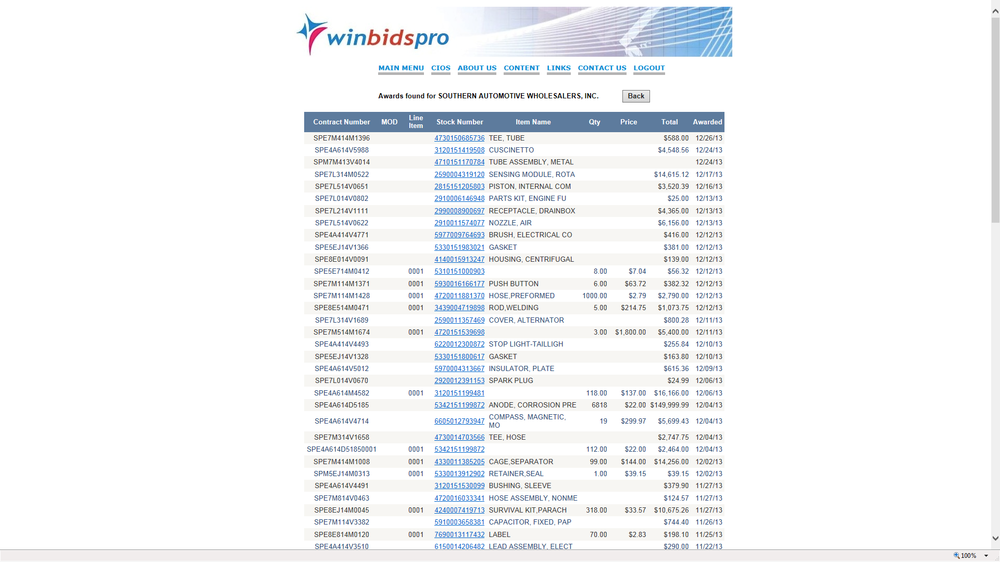 winbidspro
MAIN MENU CIOS ABOUT US CONTENT LINKS CONTACT US LOGOUT
Awards found for SOUTHERN AUTOMOTIVE WHOLESALERS, INC. Back
Contract Number MOD Line Item Stock Number Item Name Qty Price Total Awarded
SPE7M414M1396 4730150685736 TEE, TUBE $588.00 12/26/13
SPE4A614V5988 3120151419508 CUSCINETTO $4,548.56 12/24/13
SPM7M413V4014 4710151170784 TUBE ASSEMBLY, METAL 12/24/13
SPE7L314M0522 2590004319120 SENSING MODULE, ROTA $14,615.12 12/17/13
SPE7L514V0651 2815151205803 PISTON, INTERNAL COM $3,520.39 12/16/13
SPE7L014V0802 2910006146948 PARTS KIT, ENGINE FU $25.00 12/13/13
SPE7L214V1111 2990008900697 RECEPTACLE, DRAINBOX $4,365.00 12/13/13
SPE7L514V0622 2910011574077 NOZZLE, AIR $6,156.00 12/13/13
SPE4A414V4771 5977009764693 BRUSH, ELECTRICAL CO $416.00 12/12/13
SPE5EJ14V1366 5330151983021 GASKET $381.00 12/12/13
SPE8E014V0091 4140015913247 HOUSING, CENTRIFUGAL $139.00 12/12/13
SPE5E714M0412 0001 5310151000903 8.00 $7.04 $56.32 12/12/13
SPE7M114M1371 0001 5930016166177 PUSH BUTTON 6.00 $63.72 $382.32 12/12/13
SPE7M114M1428 0001 4720011881370 HOSE,PREFORMED 1000.00 $2.79 $2,790.00 12/12/13
SPE8E514M0471 0001 3439004719898 ROD,WELDING 5.00 $214.75 $1,073.75 12/12/13
SPE7L314V1689 2590011357469 COVER, ALTERNATOR $800.28 12/11/13
SPE7M514M1674 0001 4720151539698 3.00 $1,800.00 $5,400.00 12/11/13
SPE4A414V4493 6220012300872 STOP LIGHT-TAILLIGH $255.84 12/10/13
SPE5EJ14V1328 5330151800617 GASKET $163.80 12/10/13
SPE4A614V5012 5970004313667 INSULATOR, PLATE $615.36 12/09/13
SPE7L014V0670 2920012391153 SPARK PLUG $24.99 12/06/13
SPE4A614M4582 0001 3120151199481 118.00 $137.00 $16,166.00 12/06/13
SPE4A614D5185 5342151199872 ANODE, CORROSION PRE 6818 $22.00 $149,999.99 12/04/13
SPE4A614V4714 6605012793947 COMPASS, MAGNETIC, MO 19 $299.97 $5,699.43 12/04/13
SPE7M314V1658 4730014703566 TEE, HOSE $2,747.75 12/04/13
SPE4A614D51850001 0001 5342151199872 112.00 $22.00 $2,464.00 12/04/13
SPE7M414M1008 0001 4330011385205 CAGE,SEPARATOR 99.00 $144.00 $14,256.00 12/02/13
SPM5EJ14M0313 0001 5330013912902 RETAINER,SEAL 1.00 $39.15 $39.15 12/02/13
SPE4A614V4491 3120151530099 BUSHING, SLEEVE $379.90 11/27/13
SPE7M814V0463 4720016033341 HOSE ASSEMBLY, NONME $124.57 11/27/13
SPE8EJ14M0045 0001 4240007419713 SURVIVAL KIT,PARACH 318.00 $33.57 $10,675.26 11/27/13
SPE7M114V3382 5910003658381 CAPACITOR, FIXED, PAP $744.40 11/26/13
SPE8E814M0120 0001 7690013117432 LABEL 70.00 $2.83 $198.10 11/25/13
SPE4A414V3510 6150014206482 LEAD ASSEMBLY, ELECT $290.00 11/22/13
100%